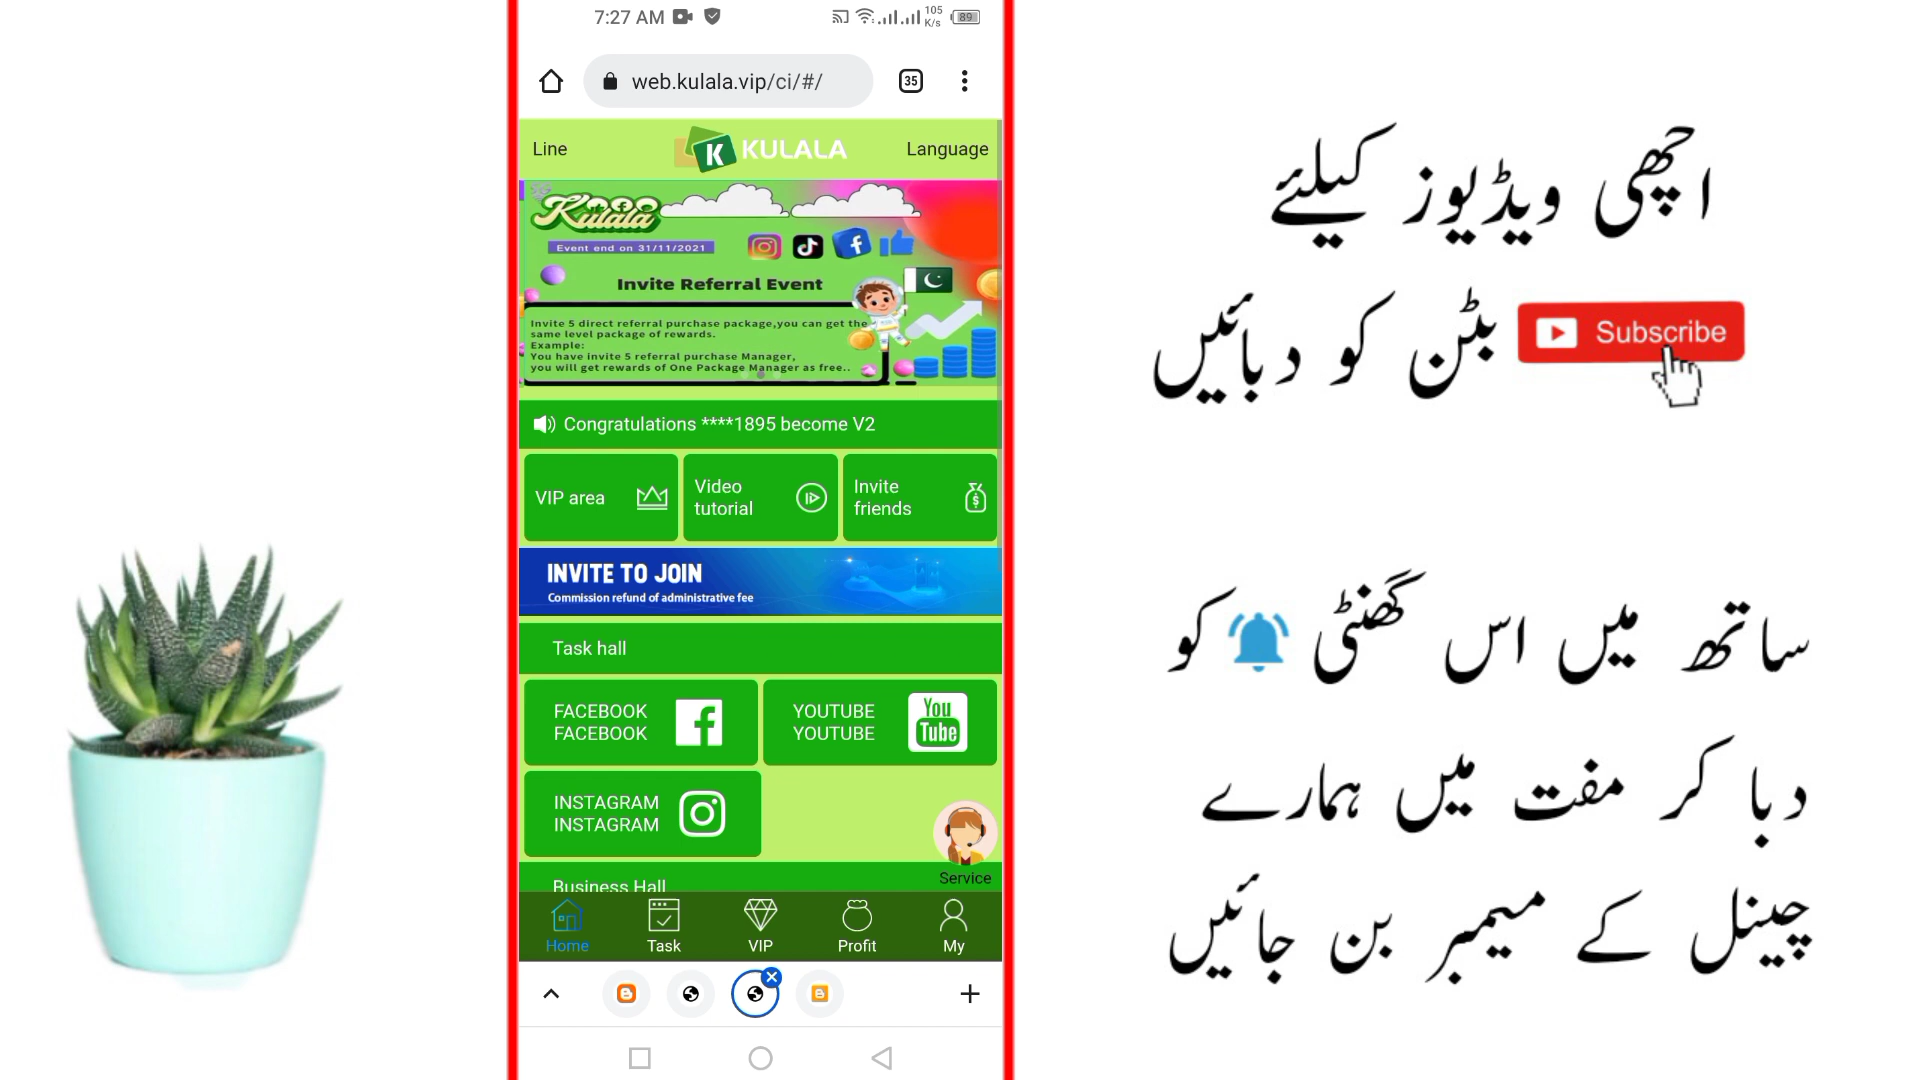 7:27 AM
105
K/s
89
web.kulala.vip/ci/#/
35
Line
KULALA
Language
Kulala
Event end on 31/11/2021
Invite Referral Event
Invite 5 direct referral purchase package,you can get the
same level package of rewards.
Example:
You have invite 5 referral purchase Manager,
you will get rewards of One Package Manager as free..
Congratulations ****1895 become V2
VIP area
Video
tutorial
Invite
friends
INVITE TO JOIN
Commission refund of administrative fee
Task hall
FACEBOOK
FACEBOOK
YOUTUBE
YOUTUBE
You
Tube
INSTAGRAM
INSTAGRAM
Service
Business Hall
Home
Task
VIP
Profit
My
اچھی ویڈیوز کیلئے
Subscribe بٹن کو دبائیں
ساتھ میں اس گھنٹی کو
دبا کر مفت میں ہمارے
چینل کے میمبر بن جائیں